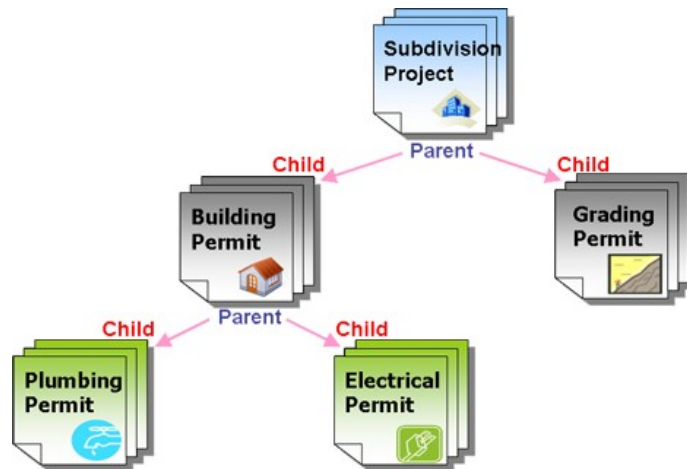 Subdivision
Project
Parent
Child
Child
Building
Permit
Grading
Permit
Parent
Child
Child
Plumbing
Permit
Electrical
Permit